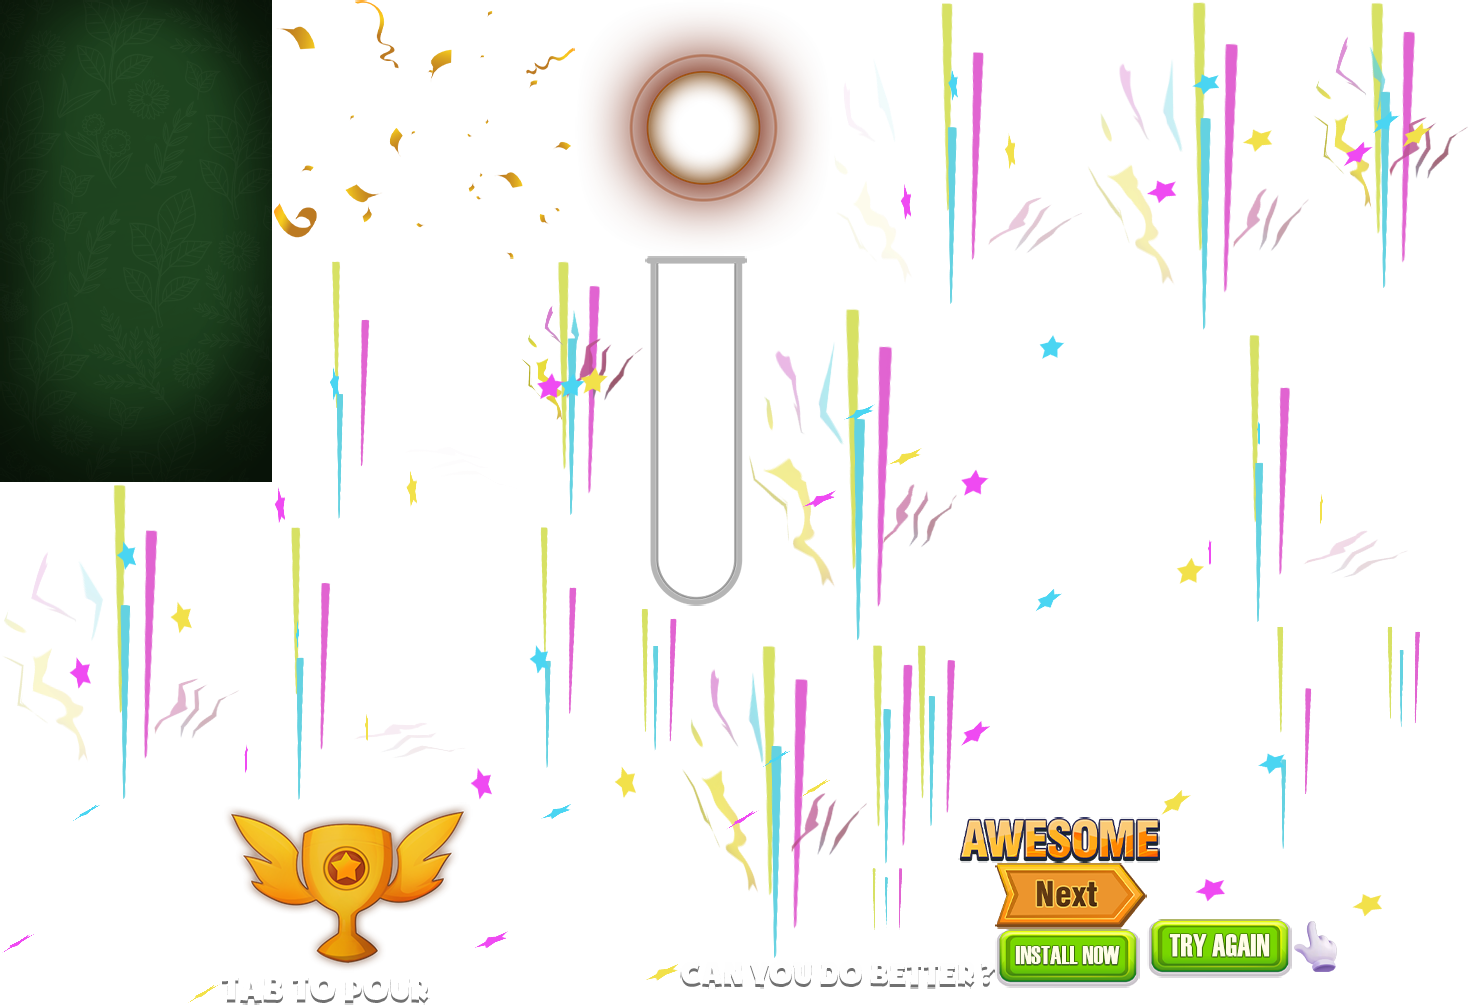 AWESOME
Next
INSTALL NOW
TRY AGAIN
CAN YOU DO BETTER?
TAB TO POUR